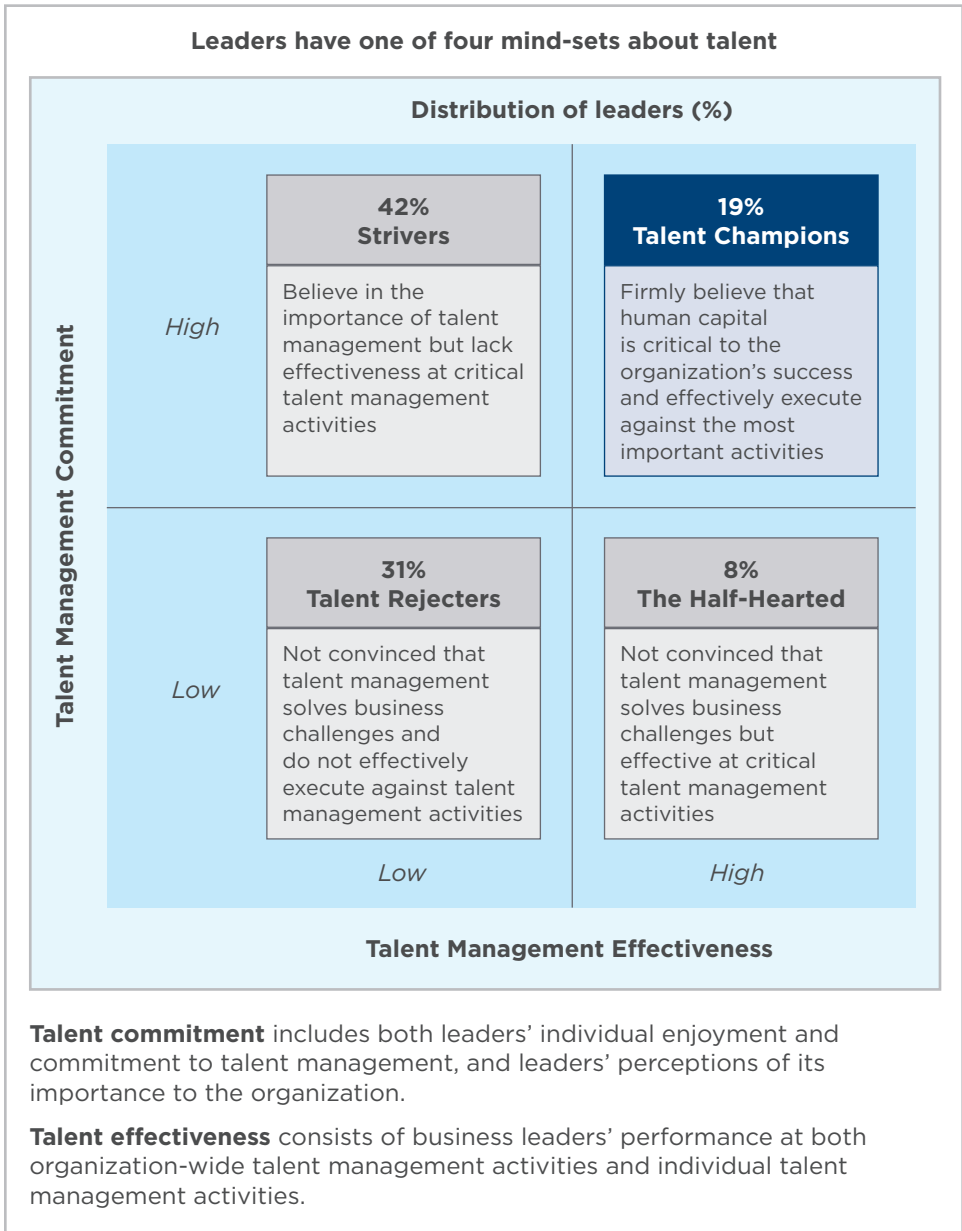 Leaders have one of four mind-sets about talent
Distribution of leaders (%)
Talent Management Commitment
High
42%
Strivers
Believe in the
importance of talent
management but lack
effectiveness at critical
talent management
activities
19%
Talent Champions
Firmly believe that
human capital
is critical to the
organization’s success
and effectively execute
against the most
important activities
Low
31%
Talent Rejecters
Not convinced that
talent management
solves business
challenges and
do not effectively
execute against talent
management activities
8%
The Half-Hearted
Not convinced that
talent management
solves business
challenges but
effective at critical
talent management
activities
Low
High
Talent Management Effectiveness
Talent commitment includes both leaders’ individual enjoyment and
commitment to talent management, and leaders’ perceptions of its
importance to the organization.
Talent effectiveness consists of business leaders’ performance at both
organization-wide talent management activities and individual talent
management activities.